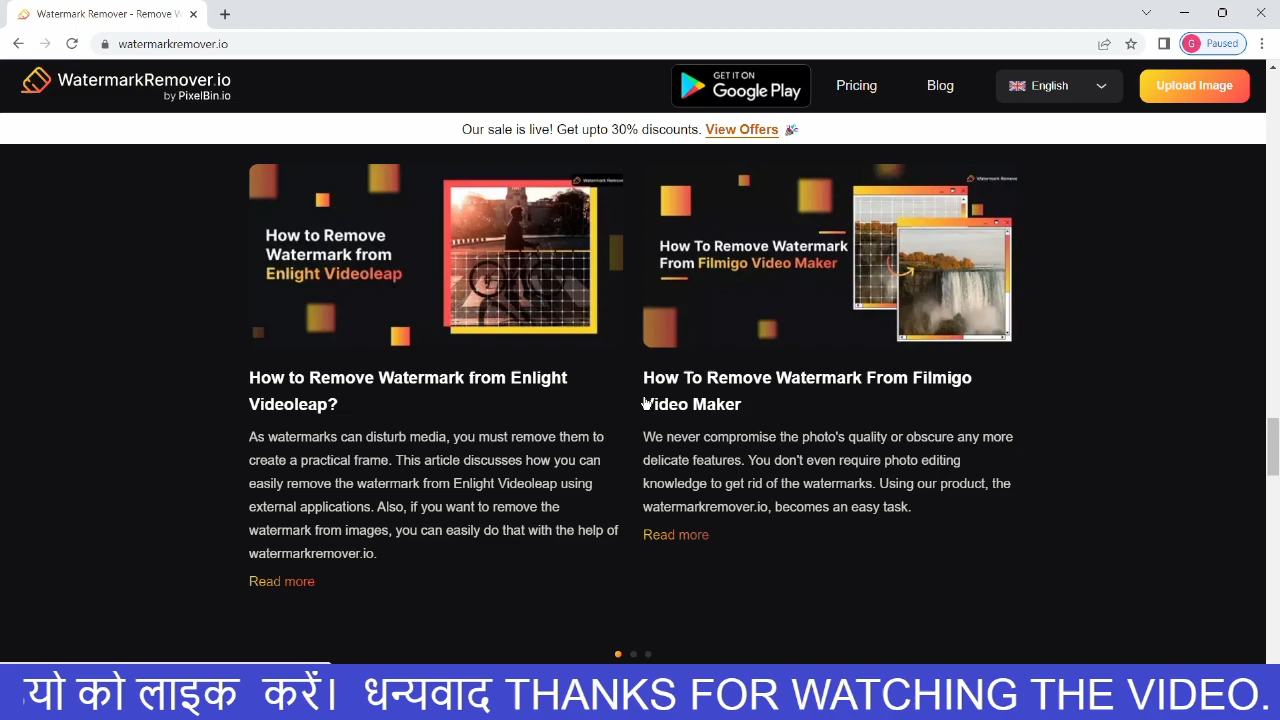 Watermark Remover - Remove W
watermarkremover.io
G Paused
WatermarkRemover.io
by PixelBin.io
GET IT ON
Google Play
Pricing
Blog
English
Upload Image
Our sale is live! Get upto 30% discounts. View Offers
How to Remove
Watermark from
Enlight Videoleap
How To Remove Watermark
From Filmigo Video Maker
How to Remove Watermark from Enlight
Videoleap?
As watermarks can disturb media, you must remove them to
create a practical frame. This article discusses how you can
easily remove the watermark from Enlight Videoleap using
external applications. Also, if you want to remove the
watermark from images, you can easily do that with the help of
watermarkremover.io.
Read more
How To Remove Watermark From Filmigo
Video Maker
We never compromise the photo's quality or obscure any more
delicate features. You don't even require photo editing
knowledge to get rid of the watermarks. Using our product, the
watermarkremover.io, becomes an easy task.
Read more
को लाइक करें। धन्यवाद THANKS FOR WATCHING THE VIDEO.